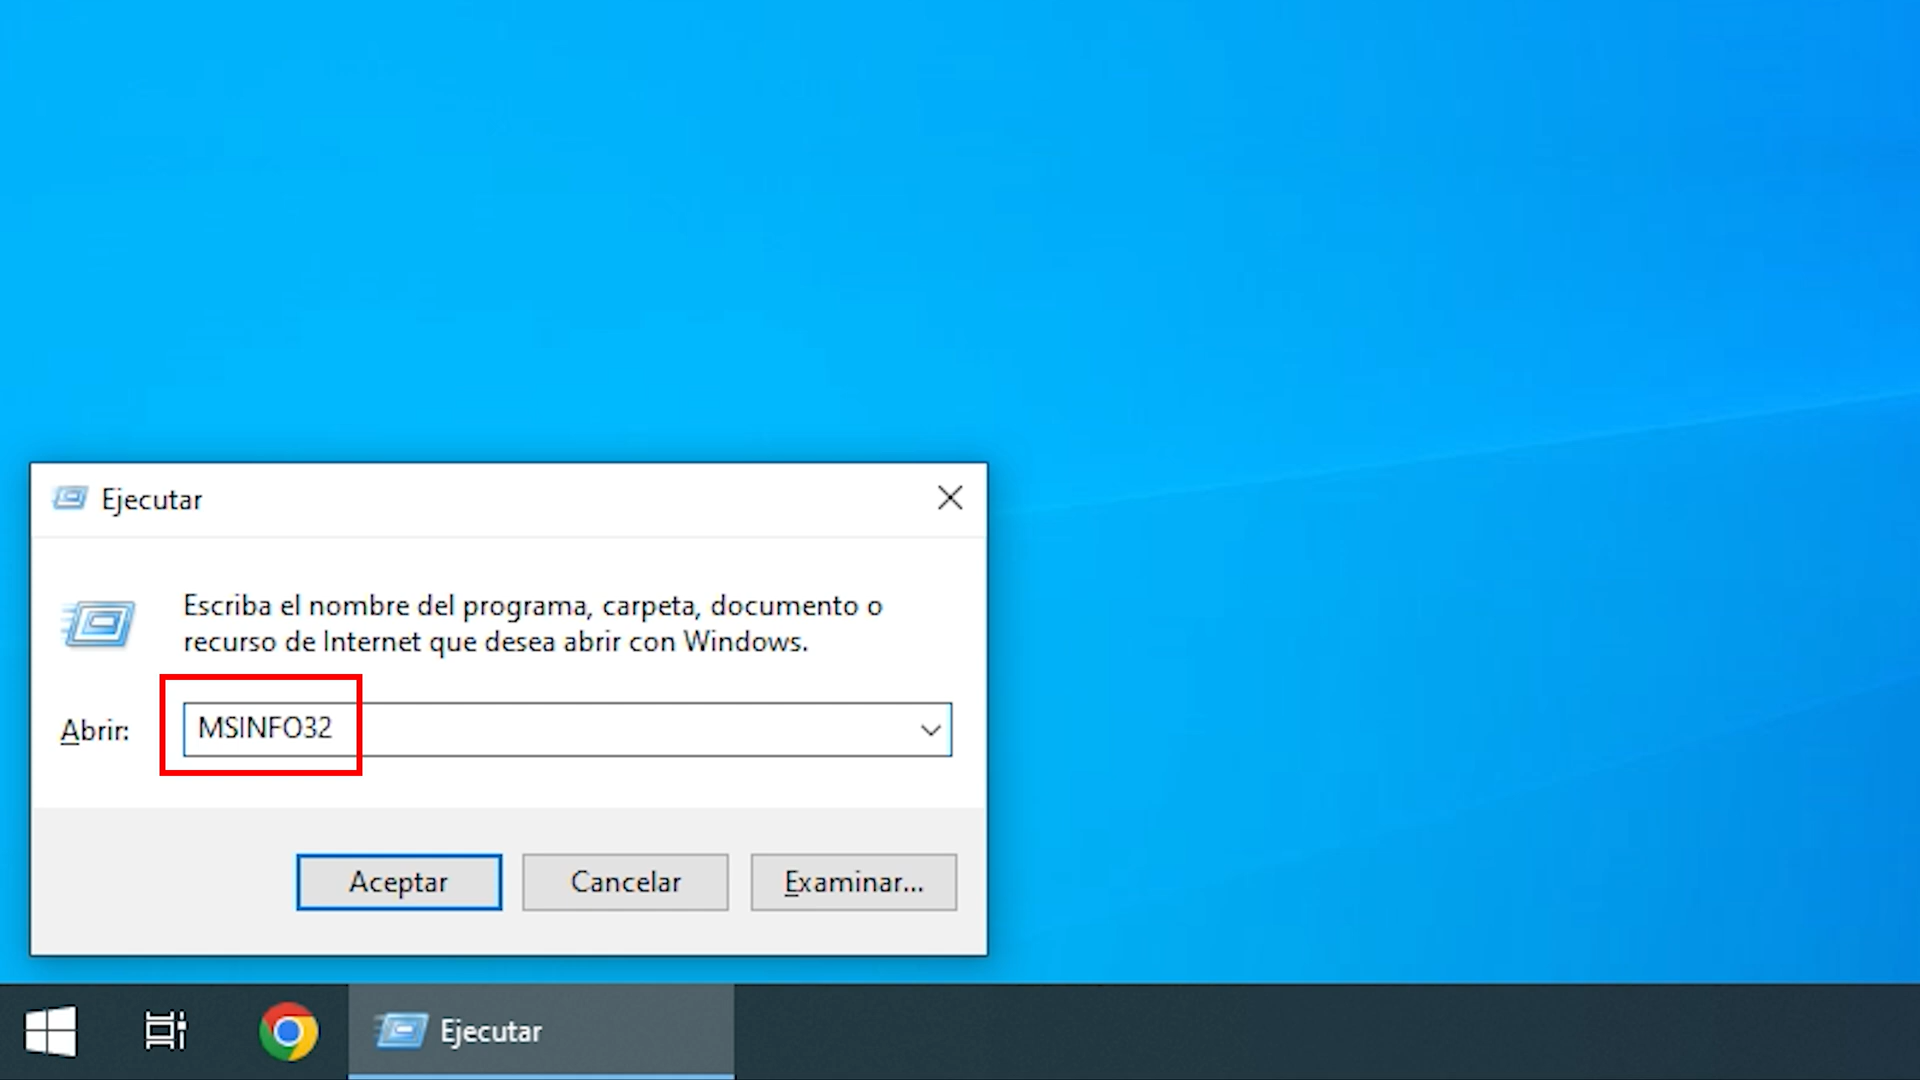 Ejecutar
Escriba el nombre del programa, carpeta, documento o
recurso de Internet que desea abrir con Windows.
Abrir: MSINFO32
Aceptar Cancelar Examinar...
Ejecutar